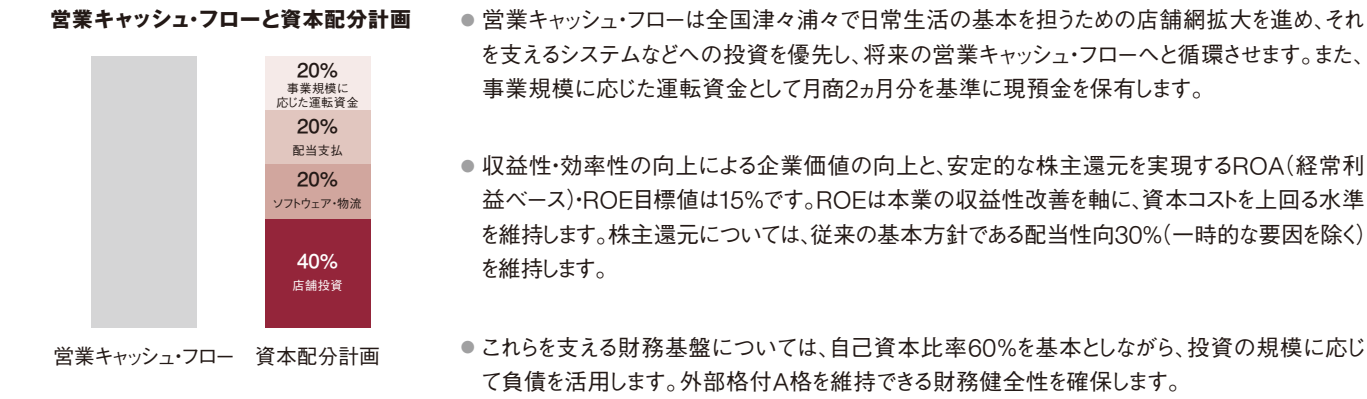 営業キャッシュ・フローと資本配分計画
20%
事業規模に
応じた運転資金
20%
配当支払
20%
ソフトウェア・物流
40%
店舗投資
営業キャッシュ・フロー
資本配分計画
● 営業キャッシュ・フローは全国津々浦々で日常生活の基本を担うための店舗網拡大を進め、それ
を支えるシステムなどへの投資を優先し、将来の営業キャッシュ・フローへと循環させます。また、
事業規模に応じた運転資金として月商2ヵ月分を基準に現預金を保有します。
● 収益性・効率性の向上による企業価値の向上と、安定的な株主還元を実現するROA（経常利
益ベース）・ROE目標値は15%です。ROEは本業の収益性改善を軸に、資本コストを上回る水準
を維持します。株主還元については、従来の基本方針である配当性向30%（一時的な要因を除く）
を維持します。
● これらを支える財務基盤については、自己資本比率60%を基本としながら、投資の規模に応じ
て負債を活用します。外部格付A格を維持できる財務健全性を確保します。